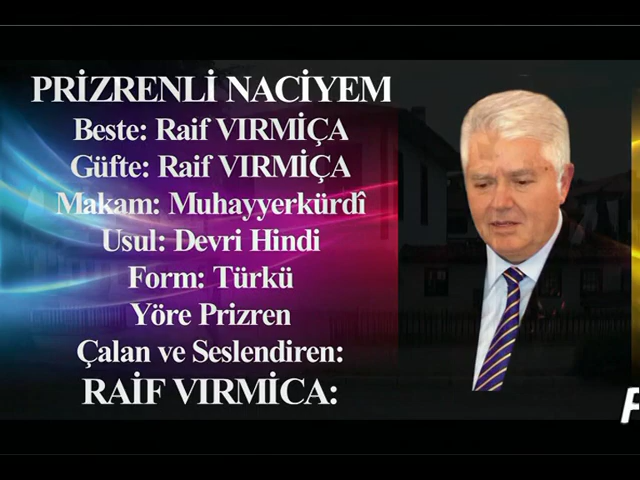 PRİZRENLİ NACİYEM
Beste: Raif VIRMİÇA
Güfte: Raif VIRMİÇA
Makam: Muhayyerkürdî
Usul: Devri Hindi
Form: Türkü
Yöre Prizren
Çalan ve Seslendiren:
RAİF VIRMİCA: